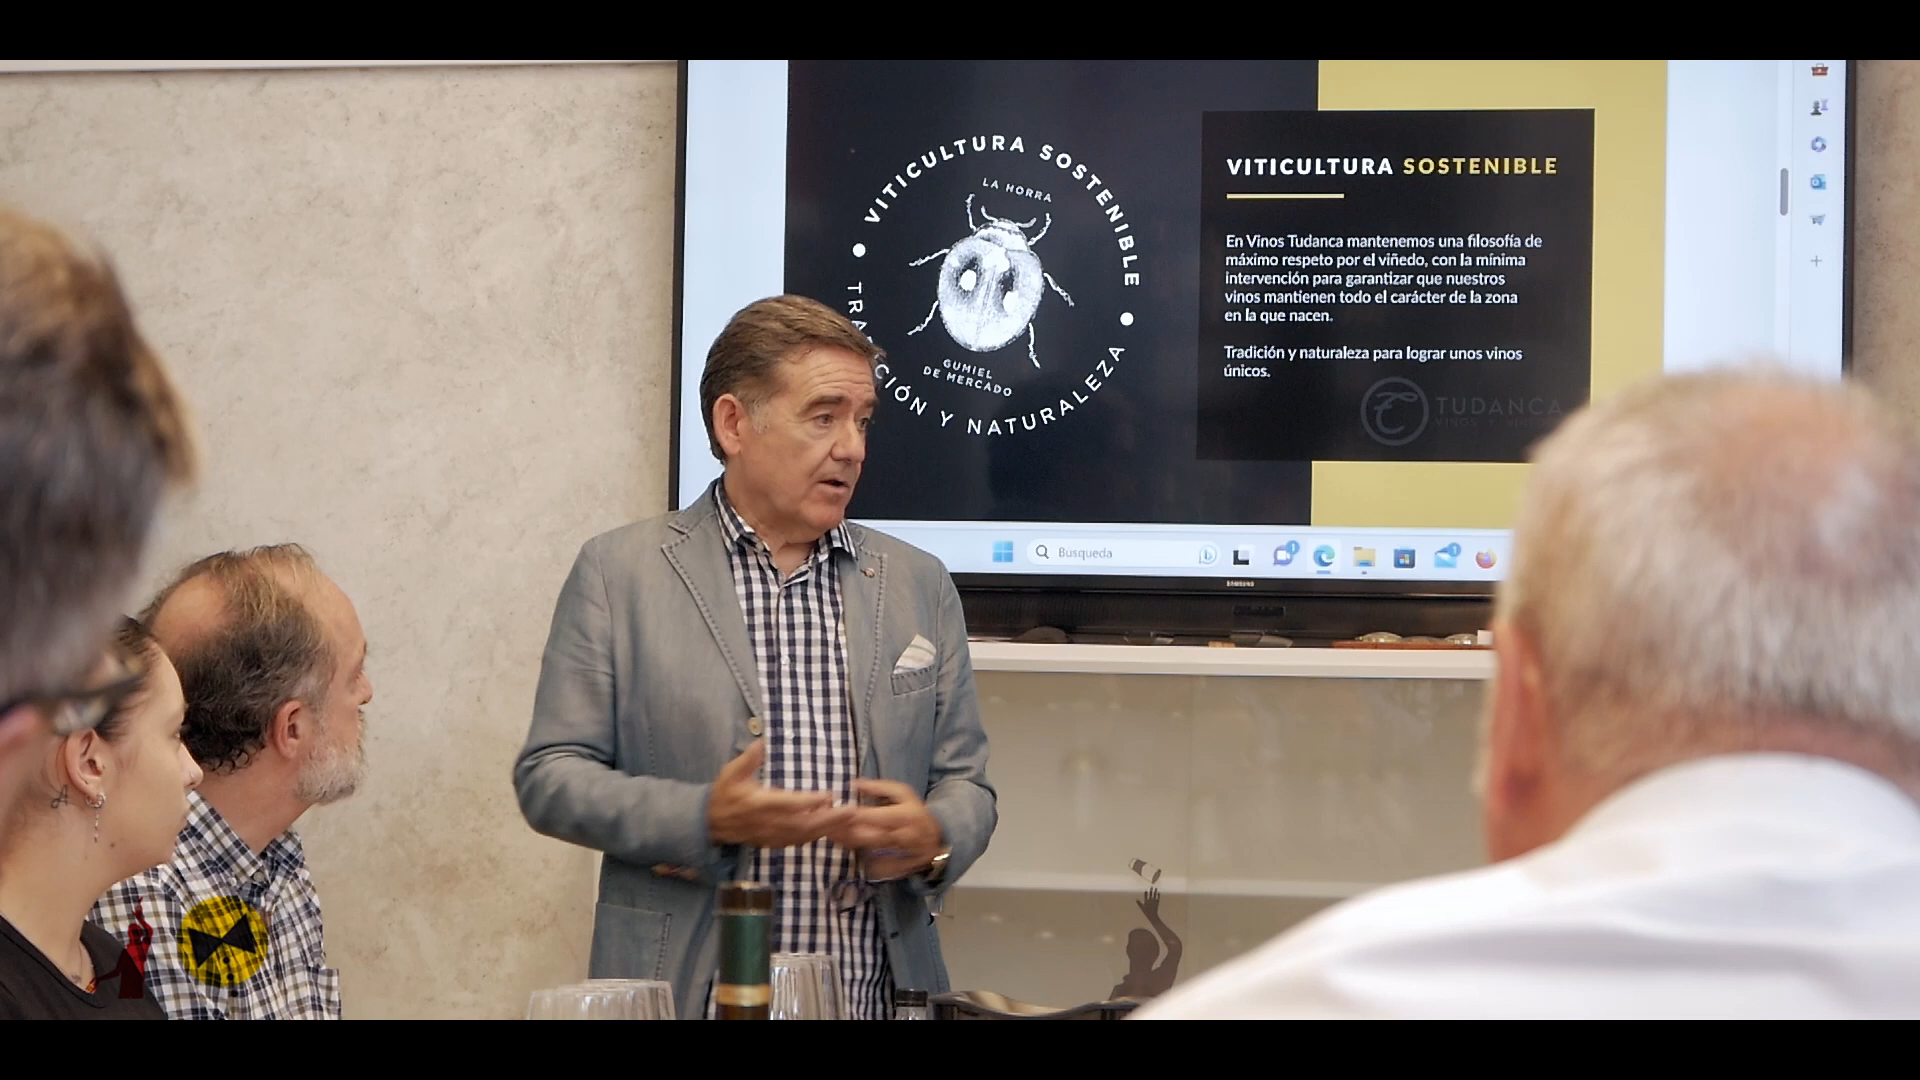 VITICULTURA SOSTENIBLE
LA HORRA
GUMIEL
DE MERCADO
Y NATURALEZA
VITICULTURA SOSTENIBLE
En Vinos Tudanca mantenemos una filosofía de
máximo respeto por el viñedo, con la mínima
intervención para garantizar que nuestros
vinos mantienen todo el carácter de la zona
en la que nacen.
Tradición y naturaleza para lograr unos vinos
únicos.
TUDANCA
Busqueda
SAMSUNG